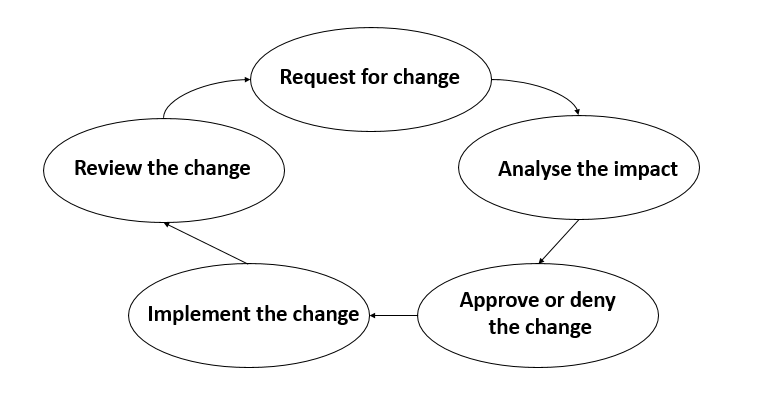 Request for change
Analyse the impact
Approve or deny
the change
Implement the change
Review the change